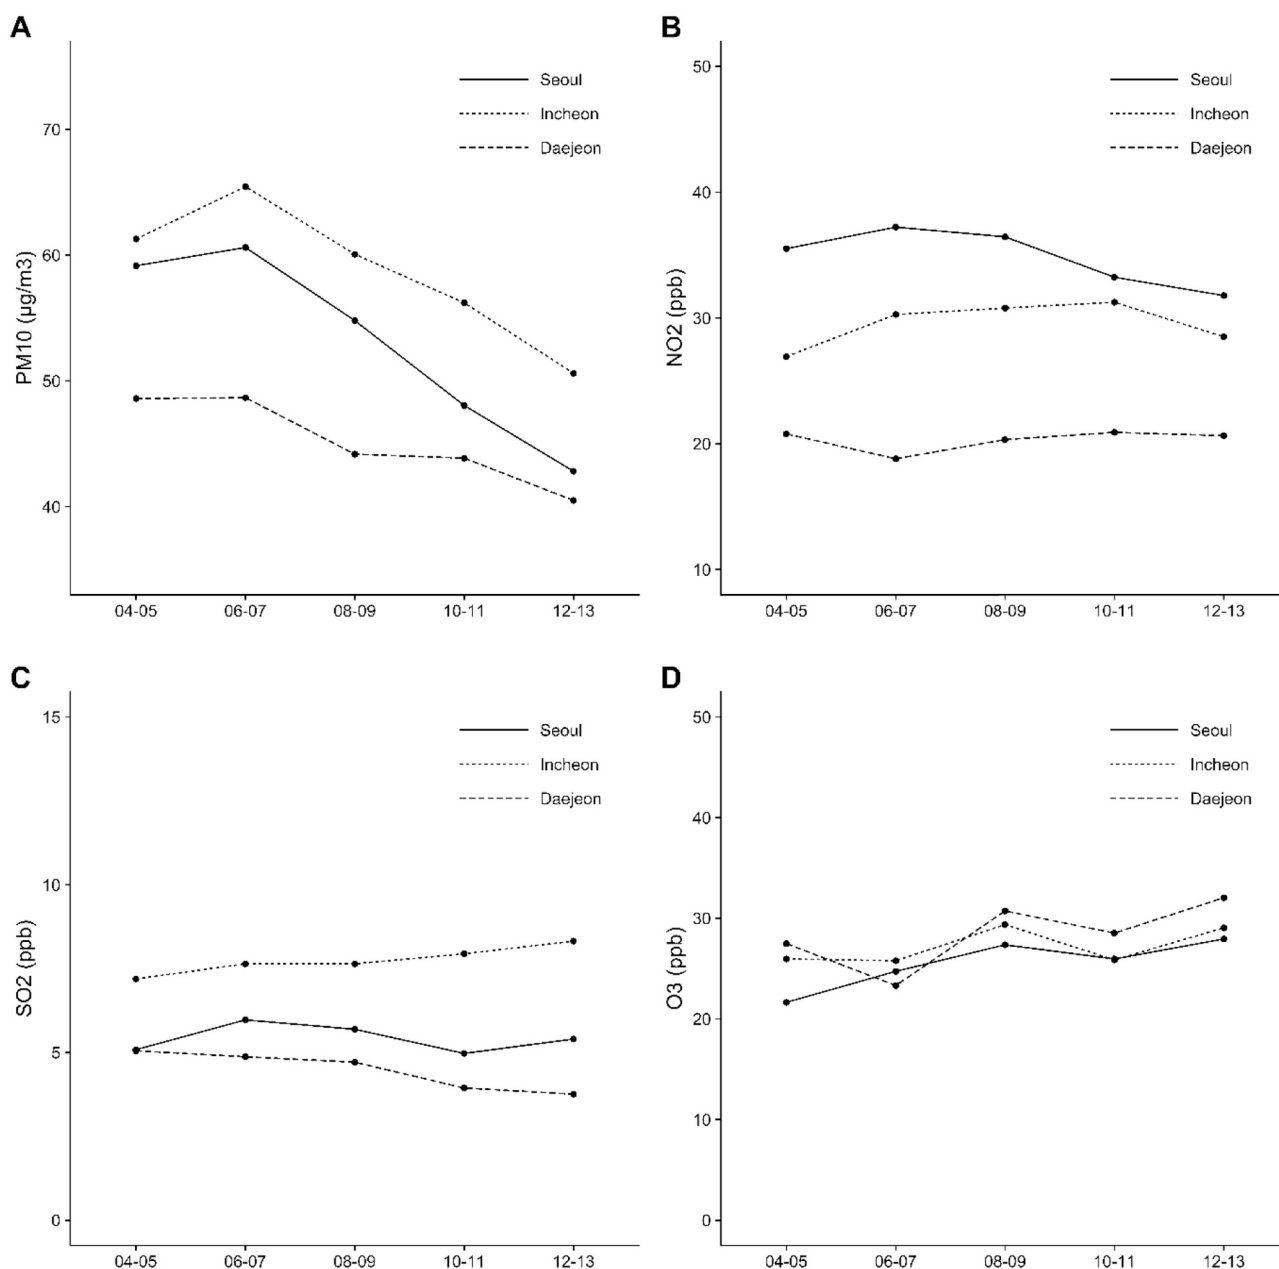 A
PM10 (µg/m3)
70
60
50
40
Seoul
Incheon
Daejeon
04-05 06-07 08-09 10-11 12-13
B
NO2 (ppb)
50
40
30
20
10
Seoul
Incheon
Daejeon
04-05 06-07 08-09 10-11 12-13
C
SO2 (ppb)
15
10
5
0
Seoul
Incheon
Daejeon
04-05 06-07 08-09 10-11 12-13
D
O3 (ppb)
50
40
30
20
10
0
Seoul
Incheon
Daejeon
04-05 06-07 08-09 10-11 12-13